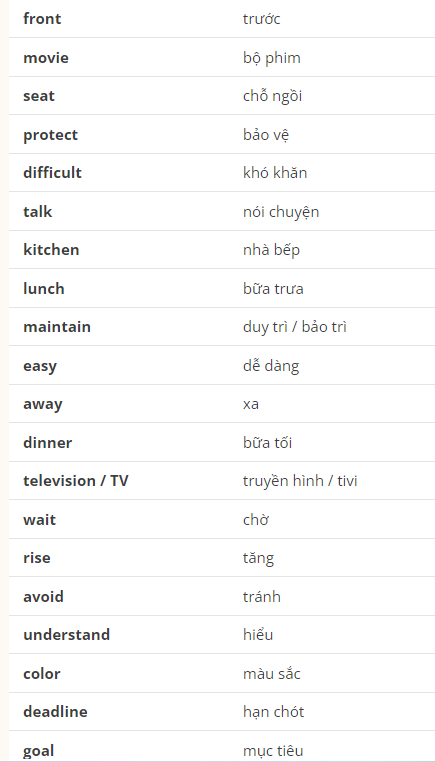 front trước
movie bộ phim
seat chỗ ngồi
protect bảo vệ
difficult khó khăn
talk nói chuyện
kitchen nhà bếp
lunch bữa trưa
maintain duy trì / bảo trì
easy dễ dàng
away xa
dinner bữa tối
television / TV truyền hình / tivi
wait chờ
rise tăng
avoid tránh
understand hiểu
color màu sắc
deadline hạn chót
goal mục tiêu